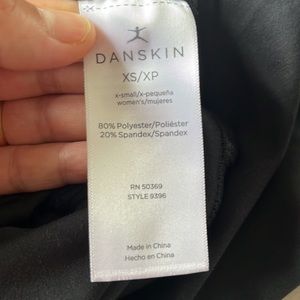 DANSKIN
XS/XP
x-small/x-pequeña
women's/mujeres
80% Polyester/Poliéster
20% Spandex/Spandex
RN 50369
STYLE 9396
Made in China
Hecho en China